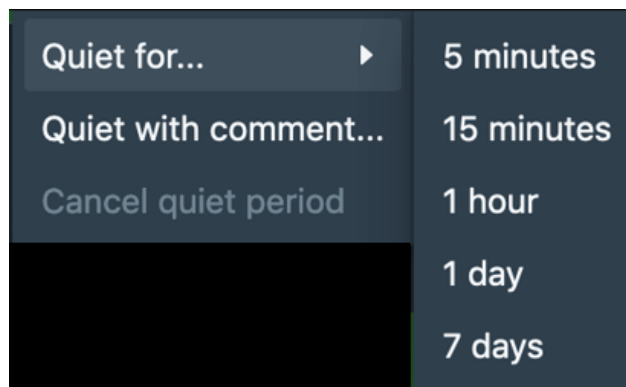 Quiet for...
Quiet with comment...
Cancel quiet period
5 minutes
15 minutes
1 hour
1 day
7 days